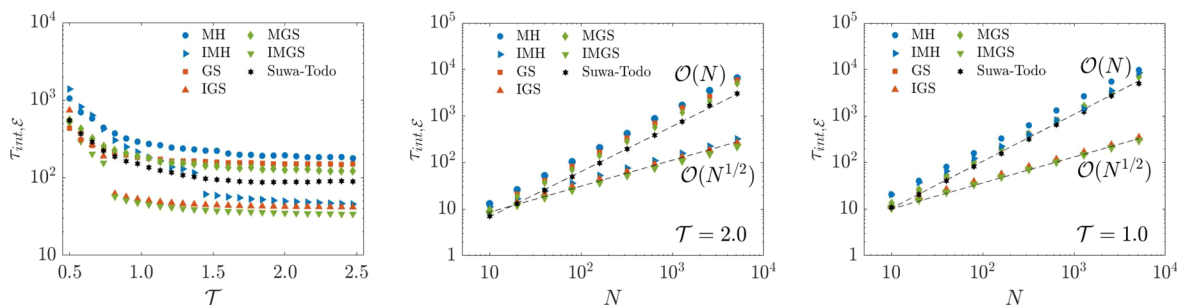 10^4
10^3
10^2
10
τ_{int,ℰ}
MH
IMH
GS
IGS
MGS
IMGS
Suwa-Todo
0.5 1.0 1.5 2.0 2.5
𝒯
10^5
10^4
10^3
10^2
10
1
τ_{int,ℰ}
MH
IMH
GS
IGS
MGS
IMGS
Suwa-Todo
𝒪(N)
𝒪(N^{1/2})
𝒯 = 2.0
10 10^2 10^3 10^4
N
10^5
10^4
10^3
10^2
10
1
τ_{int,ℰ}
MH
IMH
GS
IGS
MGS
IMGS
Suwa-Todo
𝒪(N)
𝒪(N^{1/2})
𝒯 = 1.0
10 10^2 10^3 10^4
N